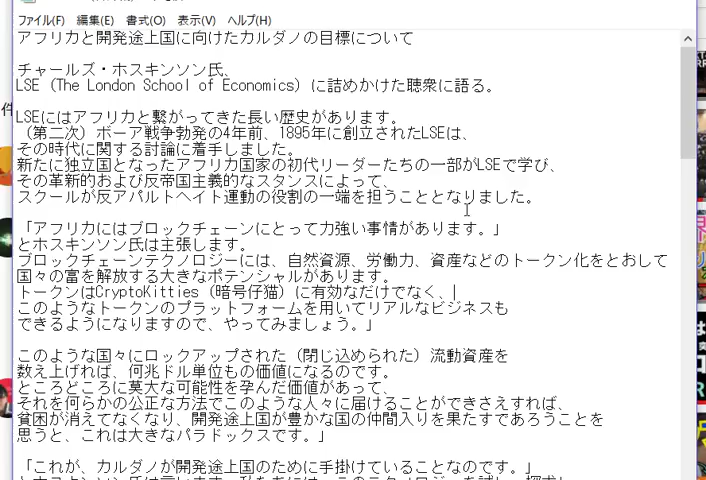 ファイル(F) 編集(E) 書式(O) 表示(V) ヘルプ(H)
アフリカと開発途上国に向けたカルダノの目標について
チャールズ・ホスキンソン氏、
LSE (The London School of Economics) に詰めかけた聴衆に語る。
LSEにはアフリカと繋がってきた長い歴史があります。
(第二次) ボーア戦争勃発の4年前、1895年に創立されたLSEは、
その時代に関する討論に着手しました。
新たに独立国となったアフリカ国家の初代リーダーたちの一部がLSEで学び、
その革新的および反帝国主義的なスタンスによって、
スクールが反アパルトヘイト運動の役割の一端を担うこととなりました。
「アフリカにはブロックチェーンにとって力強い事情があります。」
とホスキンソン氏は主張します。
ブロックチェーンテクノロジーには、自然資源、労働力、資産などのトークン化をとおして
国々の富を解放する大きなポテンシャルがあります。
トークンはCryptoKitties (暗号仔猫) に有効なだけでなく、
このようなトークンのプラットフォームを用いてリアルなビジネスも
できるようになりますので、やってみましょう。」
このような国々にロックアップされた (閉じ込められた) 流動資産を
数え上げれば、何兆ドル単位もの価値になるのです。
ところどころに莫大な可能性を孕んだ価値があって、
それを何らかの公正な方法でこのような人々に届けることができさえすれば、
貧困が消えてなくなり、開発途上国が豊かな国の仲間入りを果たすであろうことを
思うと、これは大きなパラドックスです。」
「これが、カルダノが開発途上国のために手掛けていることなのです。」
件